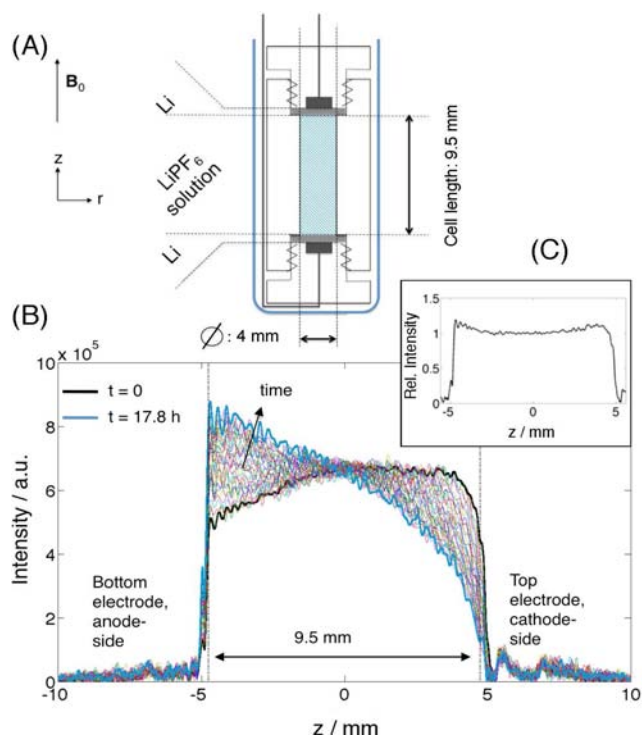 (A)
B₀
z
r
Li
LiPF₆
solution
Li
Cell length: 9.5 mm
∅: 4 mm
(C)
Rel. Intensity
1.5
1
0.5
0
-5
0
5
z / mm
(B)
x 10⁵
10
8
6
4
2
0
Intensity / a.u.
t = 0
t = 17.8 h
time
Bottom
electrode,
anode-
side
9.5 mm
Top
electrode,
cathode-
side
-10
-5
0
5
10
z / mm